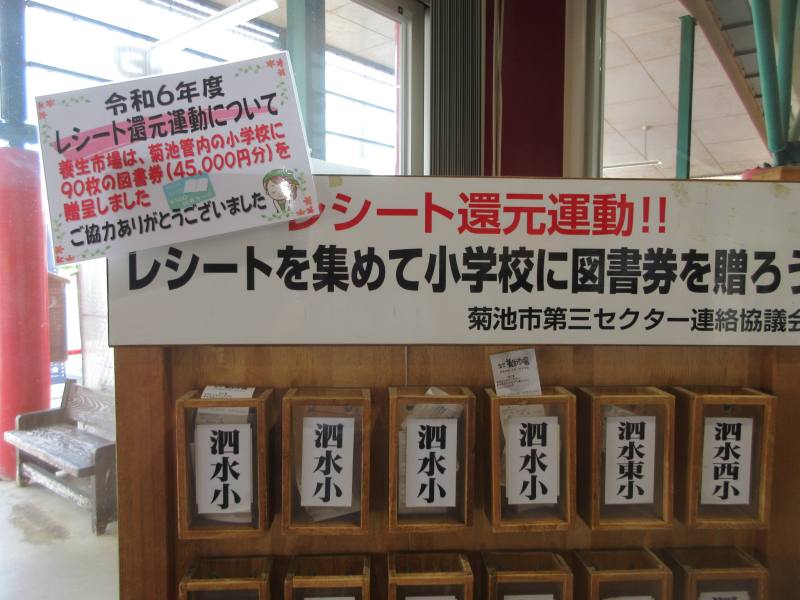 令和6年度
レシート還元運動について
養生市場は、菊池管内の小学校に
90枚の図書券(45,000円分)を
贈呈しました
ご協力ありがとうございました
レシート還元運動!!
レシートを集めて小学校に図書券を贈ろう
菊池市第三セクター連絡協議会
泗水小
泗水小
泗水小
泗水小
泗水東小
泗水西小